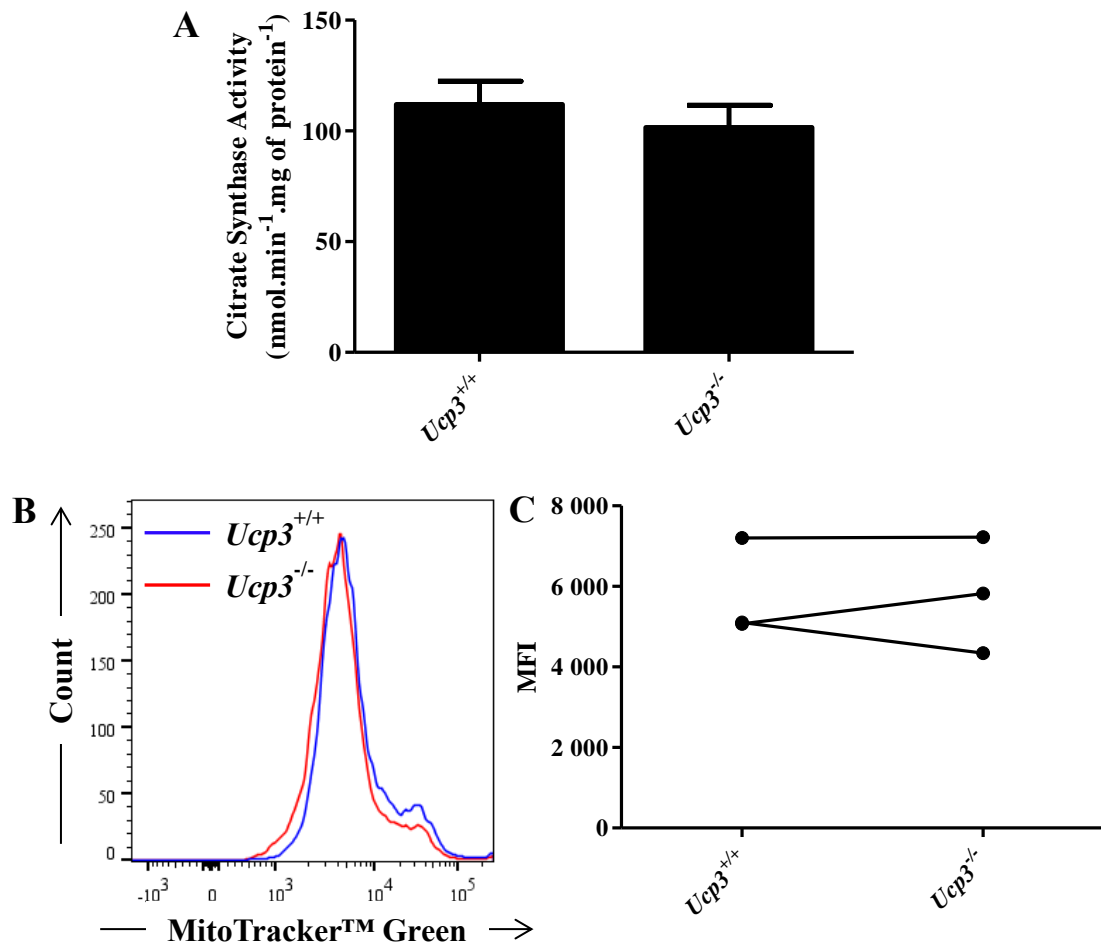 A
Citrate Synthase Activity
(nmol.min⁻¹.mg of protein⁻¹)
150
100
50
0
Ucp3⁺/⁺
Ucp3⁻/⁻
B
Count
250
200
150
100
50
0
Ucp3⁺/⁺
Ucp3⁻/⁻
-10³ 0 10³ 10⁴ 10⁵
MitoTracker™ Green
C
MFI
8 000
6 000
4 000
2 000
0
Ucp3⁺/⁺
Ucp3⁻/⁻